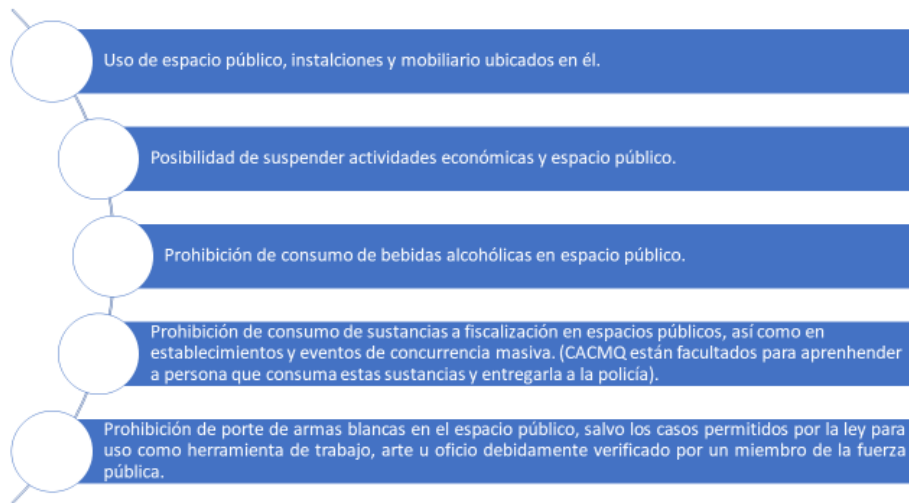 Uso de espacio público, instalciones y mobiliario ubicados en él.
Posibilidad de suspender actividades económicas y espacio público.
Prohibición de consumo de bebidas alcohólicas en espacio público.
Prohibición de consumo de sustancias a fiscalización en espacios públicos, así como en
establecimientos y eventos de concurrencia masiva. (CACMQ están facultados para aprenhender
a persona que consuma estas sustancias y entregarla a la policía).
Prohibición de porte de armas blancas en el espacio público, salvo los casos permitidos por la ley para
uso como herramienta de trabajo, arte u oficio debidamente verificado por un miembro de la fuerza
pública.